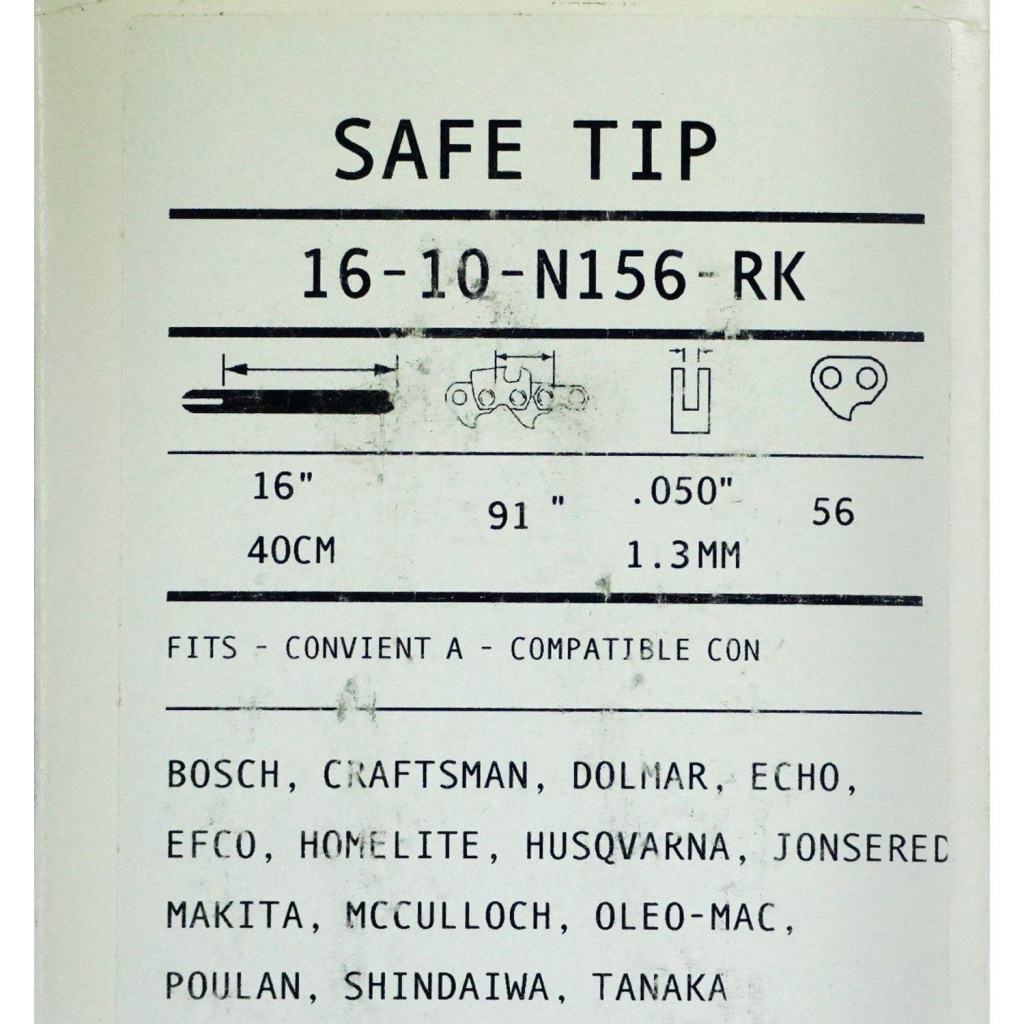 SAFE TIP
16-10-N156-RK
16" 91 " .050" 56
40CM 1.3MM
FITS - CONVIENT A - COMPATIBLE CON
BOSCH, CRAFTSMAN, DOLMAR, ECHO,
EFCO, HOMELITE, HUSQVARNA, JONSERED
MAKITA, MCCULLOCH, OLEO-MAC,
POULAN, SHINDAIWA, TANAKA